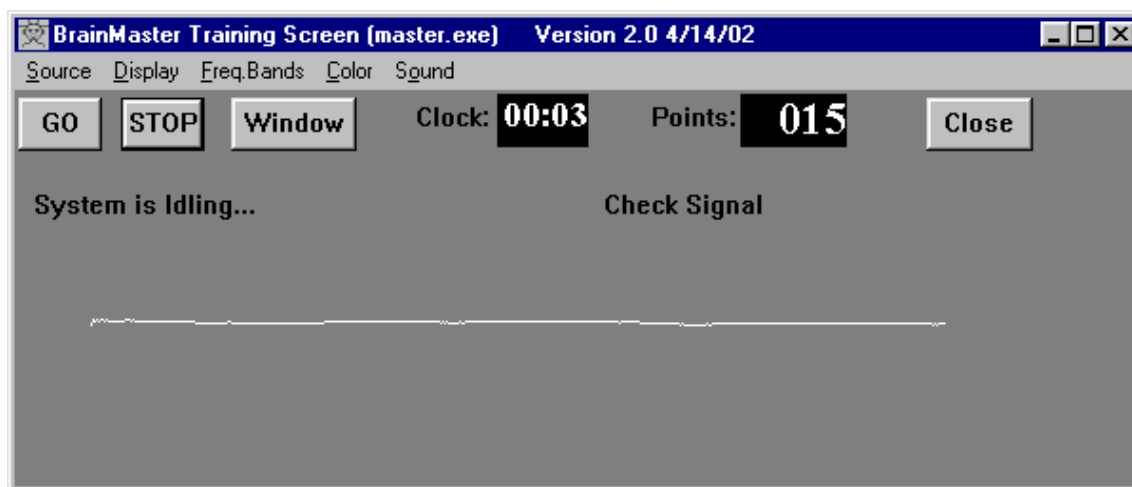 BrainMaster Training Screen (master.exe) Version 2.0 4/14/02
Source Display Freq.Bands Color Sound
GO STOP Window Clock: 00:03 Points: 015 Close
System is Idling... Check Signal